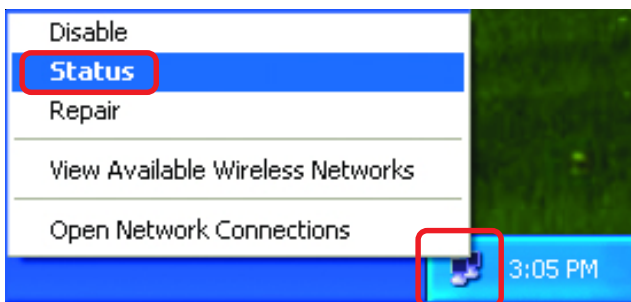 Disable
Status
Repair
View Available Wireless Networks
Open Network Connections
3:05 PM